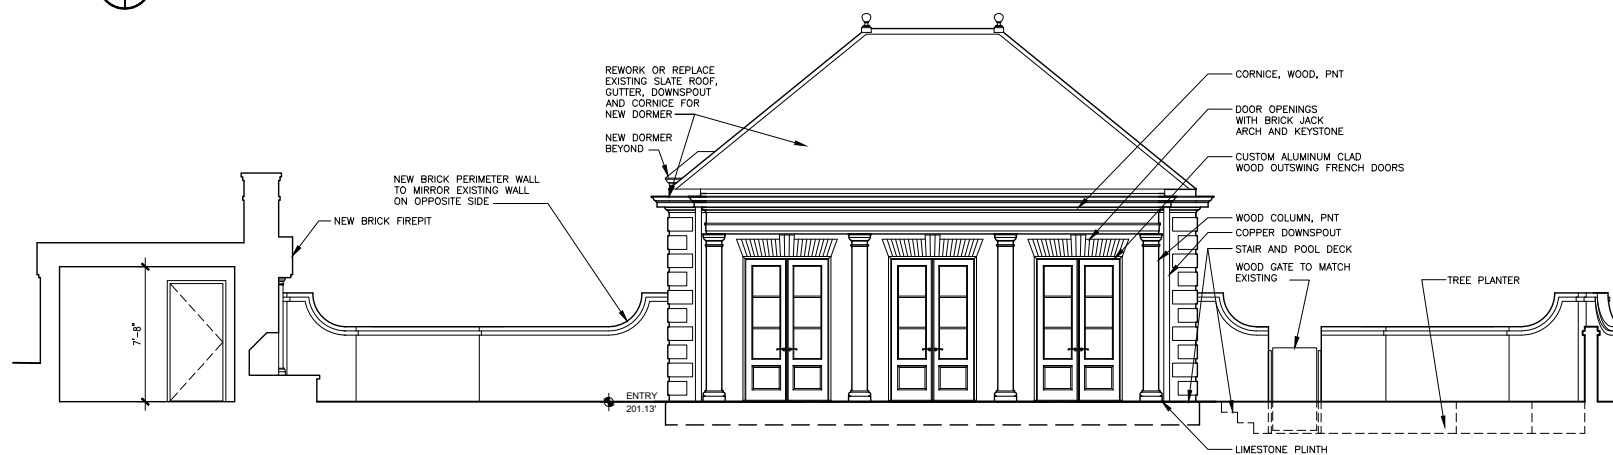 REWORK OR REPLACE
EXISTING SLATE ROOF,
GUTTER, DOWNSPOUT
AND CORNICE FOR
NEW DORMER
NEW DORMER
BEYOND
NEW BRICK PERIMETER WALL
TO MIRROR EXISTING WALL
ON OPPOSITE SIDE
NEW BRICK FIREPIT
7'-8"
ENTRY
201.13'
CORNICE, WOOD, PNT
DOOR OPENINGS
WITH BRICK JACK
ARCH AND KEYSTONE
CUSTOM ALUMINUM CLAD
WOOD OUTSWING FRENCH DOORS
WOOD COLUMN, PNT
COPPER DOWNSPOUT
STAIR AND POOL DECK
WOOD GATE TO MATCH
EXISTING
TREE PLANTER
LIMESTONE PLINTH